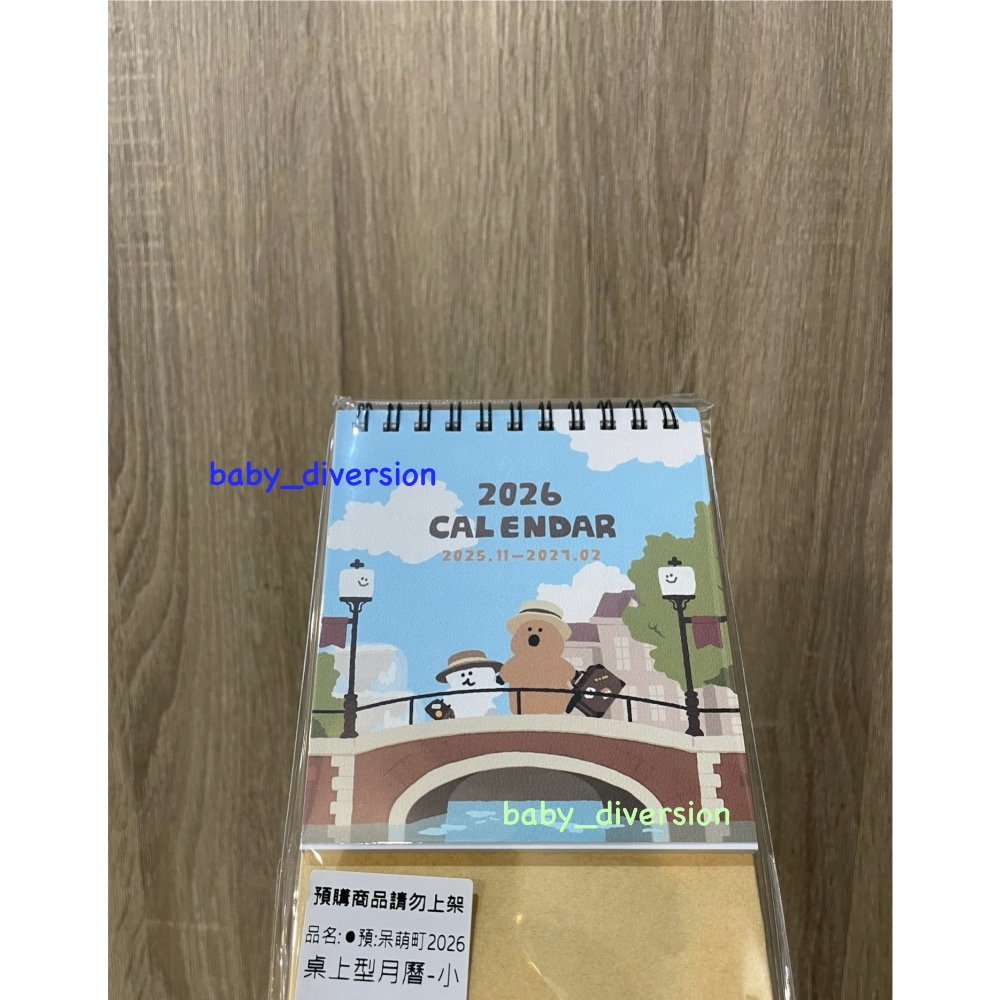 baby_diversion
2026
CALENDAR
2025.11-2027.02
baby_diversion
預購商品請勿上架
品名:●預:呆萌町2026
桌上型月曆-小